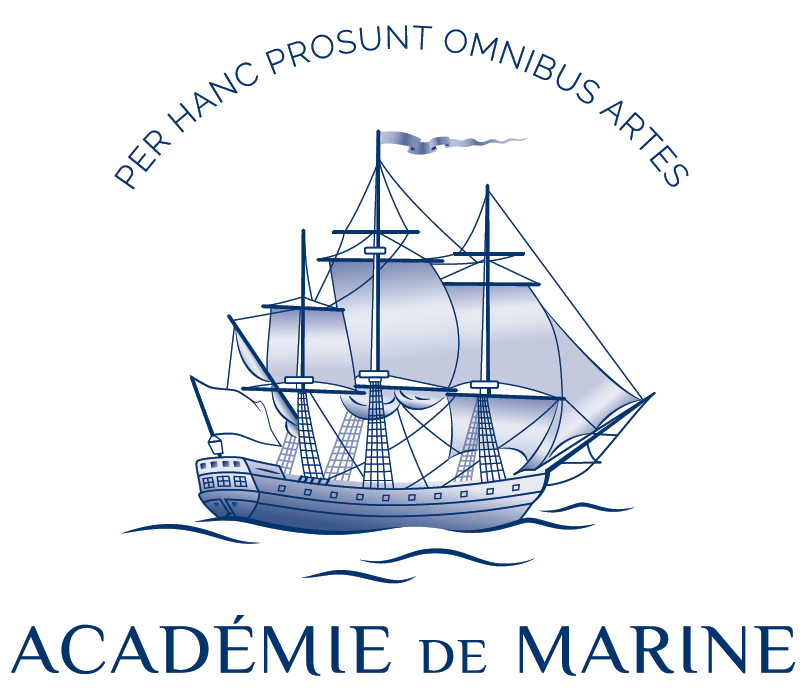 PER HANC PROSUNT OMNIBUS ARTES
ACADÉMIE DE MARINE